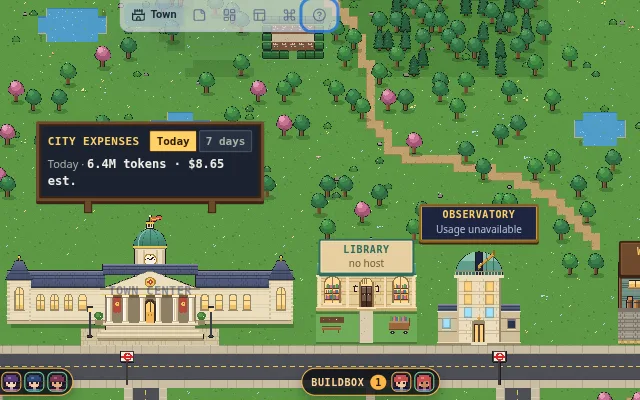 Town
CITY EXPENSES Today 7 days
Today · 6.4M tokens · $8.65
est.
OBSERVATORY
Usage unavailable
LIBRARY
no host
TOWN CENTER
BUILDBOX 1